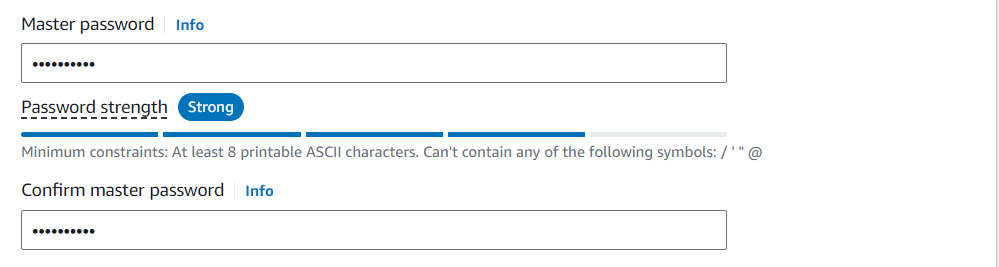 Master password Info
••••••••••
Password strength Strong
Minimum constraints: At least 8 printable ASCII characters. Can't contain any of the following symbols: / ' " @
Confirm master password Info
••••••••••